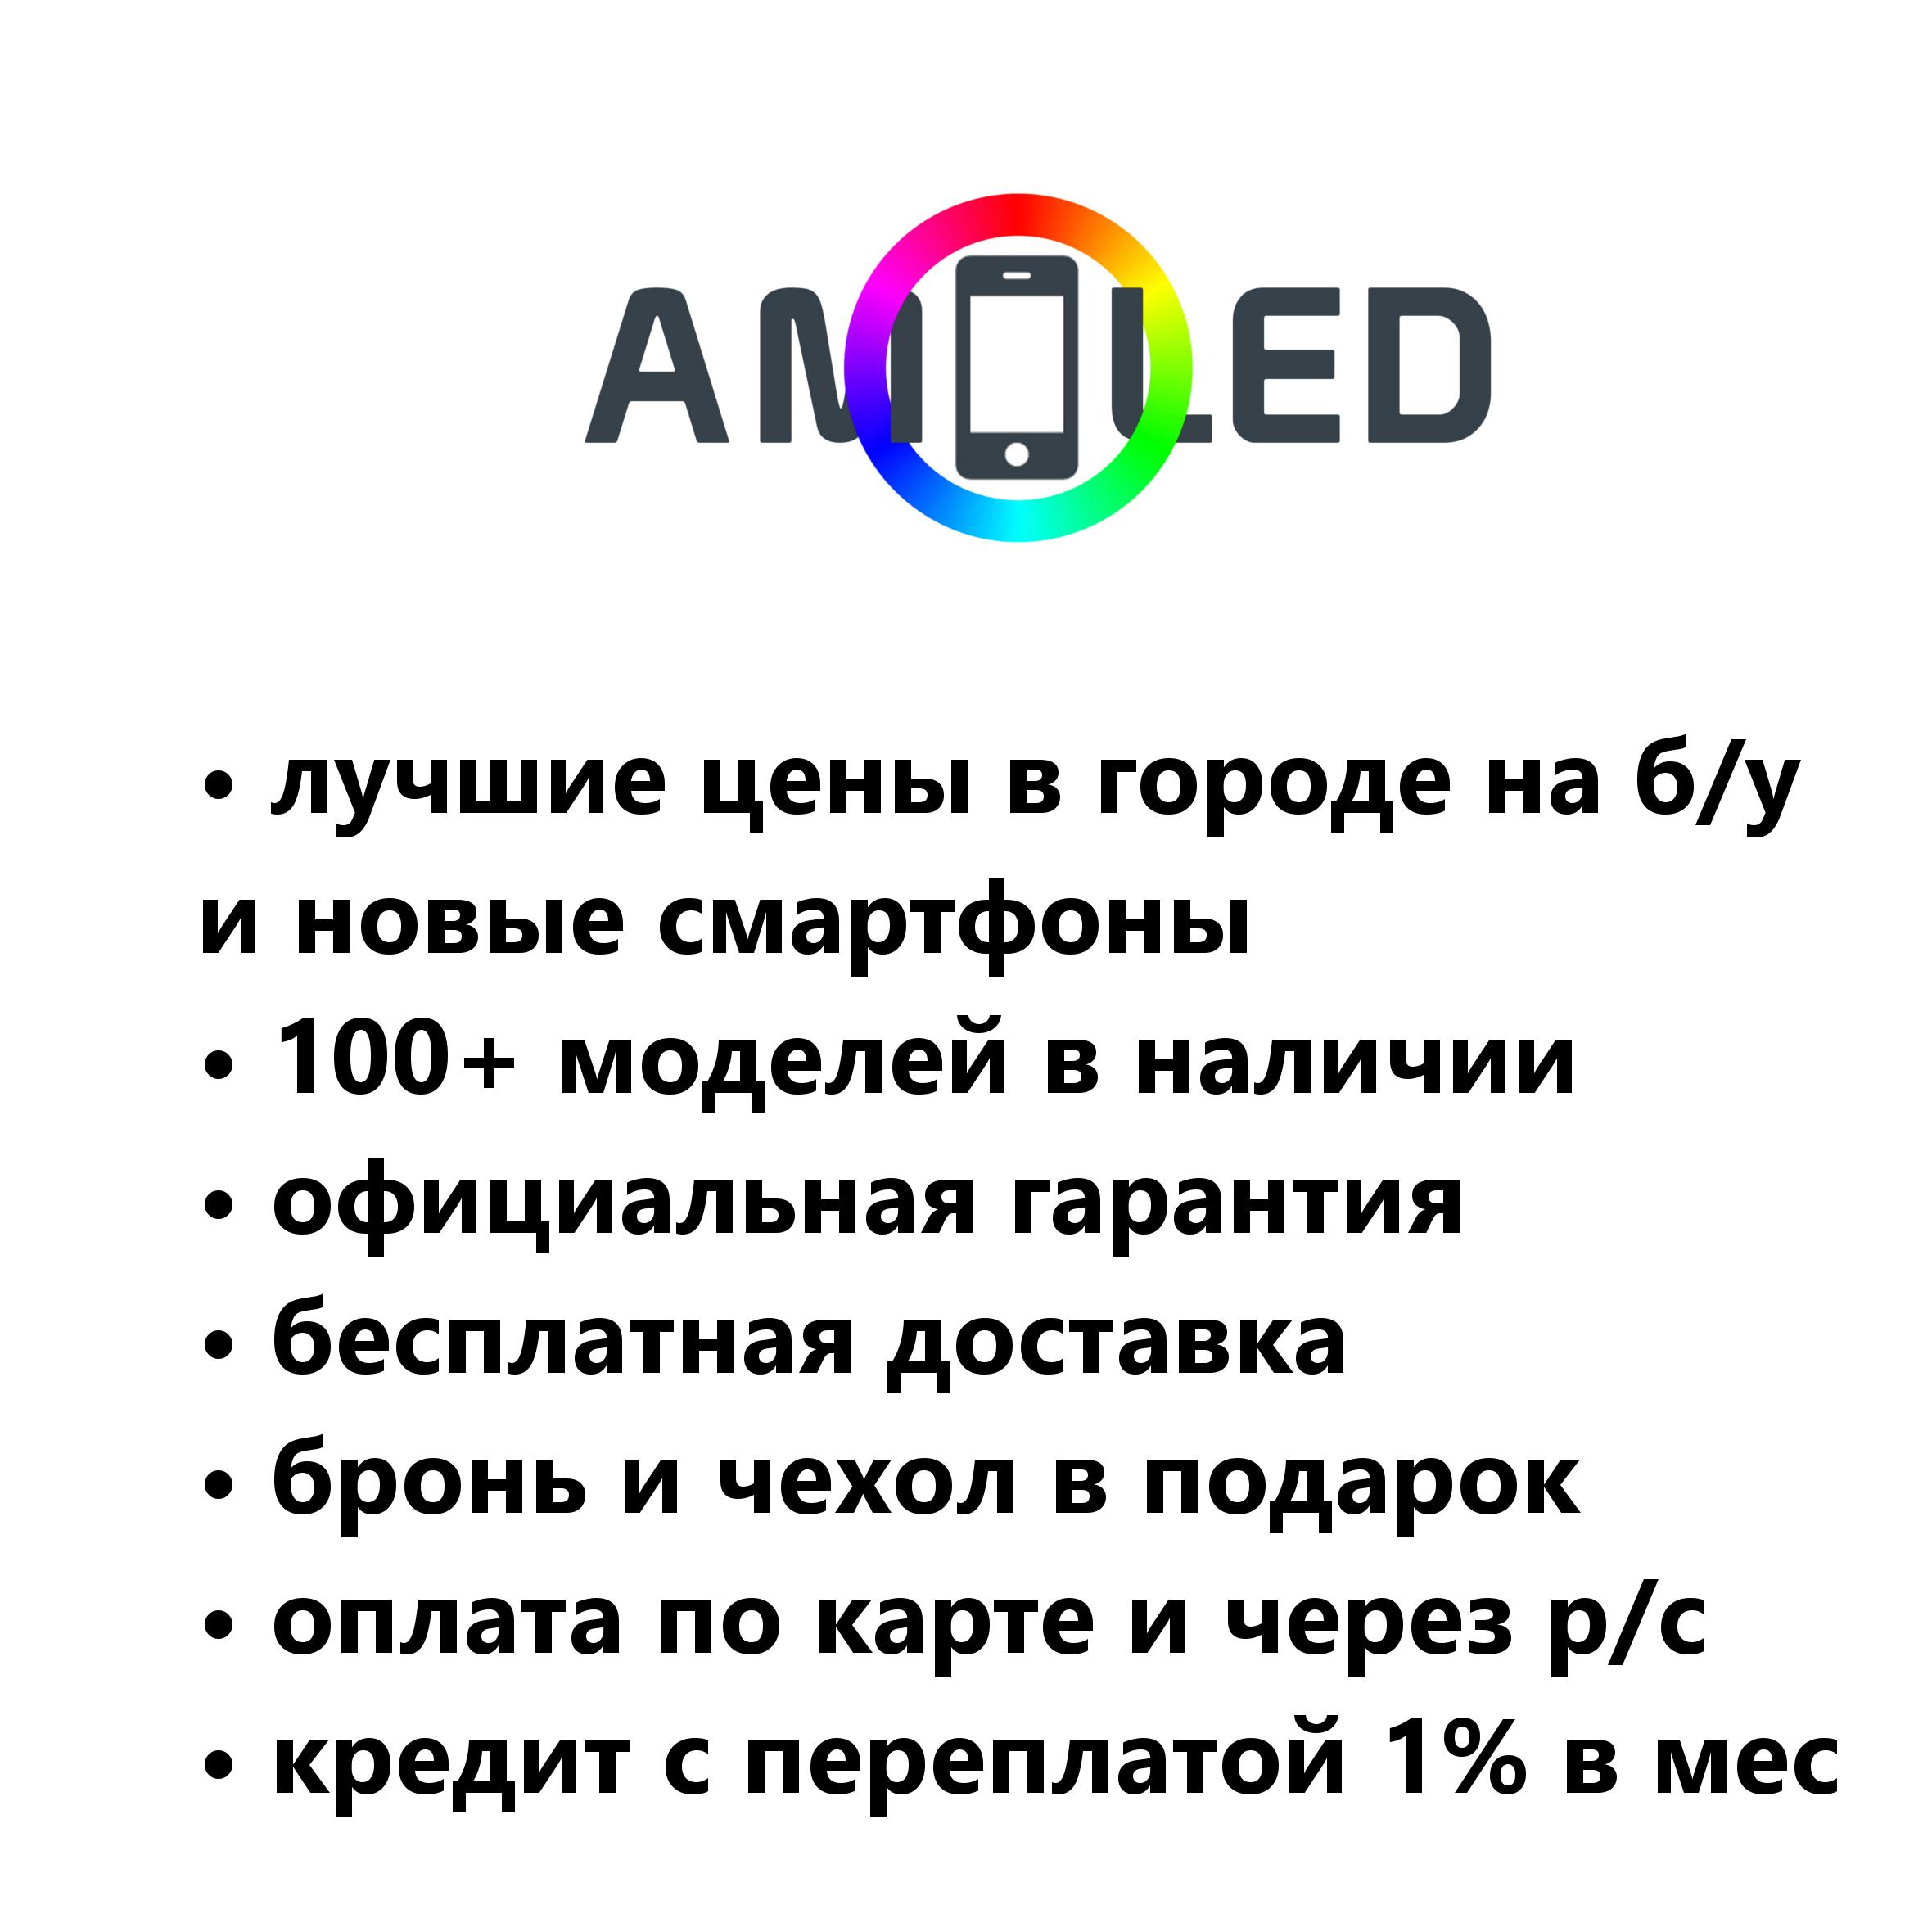 AMOLED
• лучшие цены в городе на б/у
и новые смартфоны
• 100+ моделей в наличии
• официальная гарантия
• бесплатная доставка
• бронь и чехол в подарок
• оплата по карте и через р/с
• кредит с переплатой 1% в мес